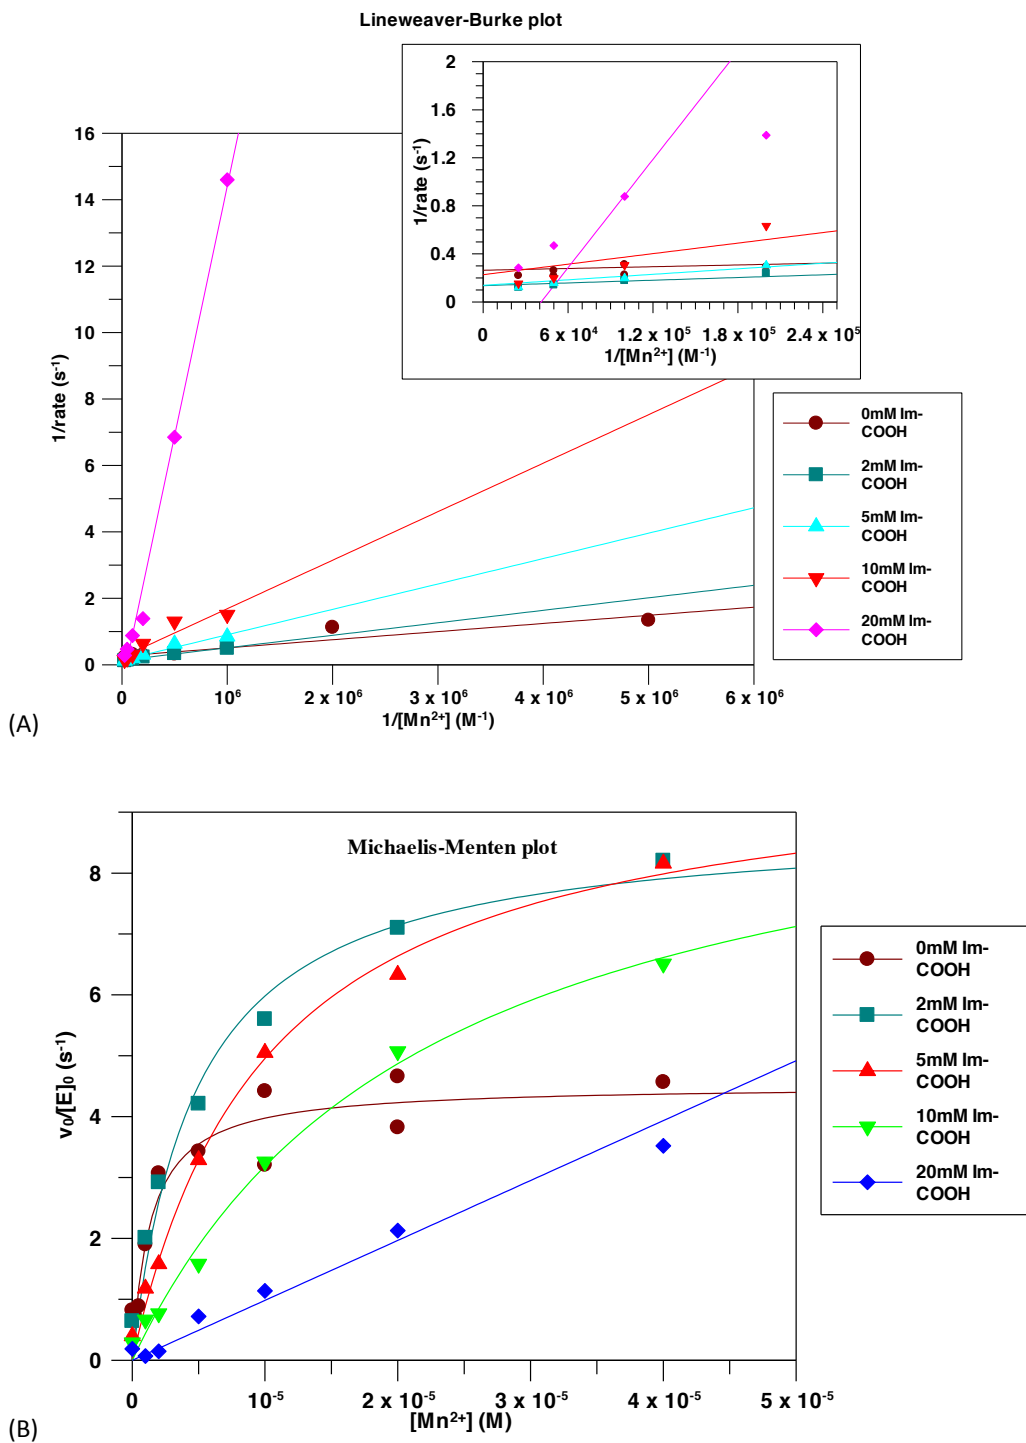 Lineweaver-Burke plot
2
1.6
1.2
0.8
0.4
0
1/rate (s-1)
0 6 x 10⁴ 1.2 x 10⁵ 1.8 x 10⁵ 2.4 x 10⁵
1/[Mn²⁺] (M⁻¹)
16
14
12
10
8
6
4
2
0
1/rate (s⁻¹)
0 10⁶ 2 x 10⁶ 3 x 10⁶ 4 x 10⁶ 5 x 10⁶ 6 x 10⁶
1/[Mn²⁺] (M⁻¹)
0mM Im-
COOH
2mM Im-
COOH
5mM Im-
COOH
10mM Im-
COOH
20mM Im-
COOH
(A)
Michaelis-Menten plot
8
6
4
2
0
v₀/[E]₀ (s⁻¹)
0 10⁻⁵ 2 x 10⁻⁵ 3 x 10⁻⁵ 4 x 10⁻⁵ 5 x 10⁻⁵
[Mn²⁺] (M)
0mM Im-
COOH
2mM Im-
COOH
5mM Im-
COOH
10mM Im-
COOH
20mM Im-
COOH
(B)